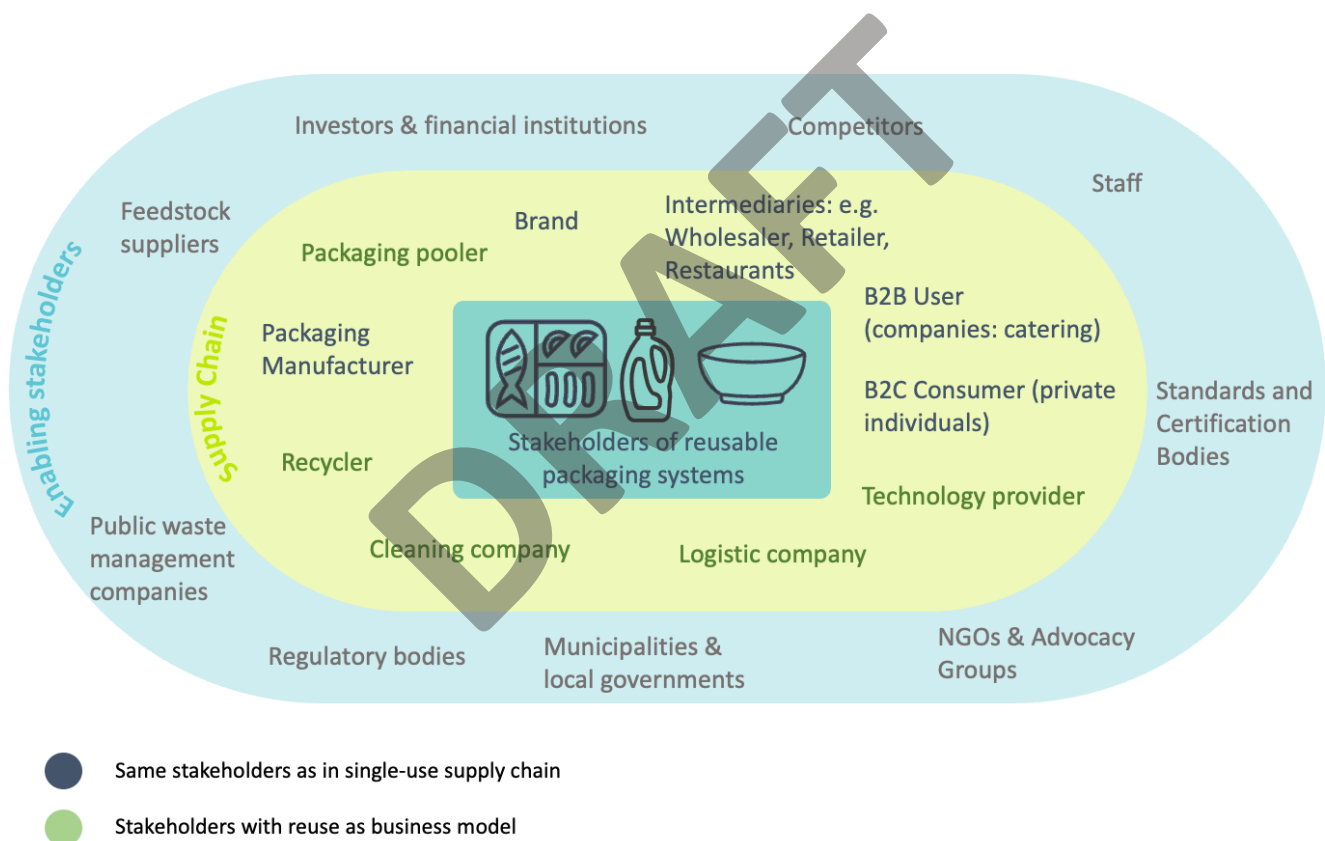 Investors & financial institutions
Competitors
Staff
Feedstock
suppliers
Brand
Intermediaries: e.g.
Wholesaler, Retailer,
Restaurants
Packaging pooler
B2B User
(companies: catering)
Packaging
Manufacturer
B2C Consumer (private
individuals)
Standards and
Certification
Bodies
Enabling stakeholders
Supply Chain
Stakeholders of reusable
packaging systems
Recycler
Technology provider
Public waste
management
companies
Cleaning company
Logistic company
Regulatory bodies
Municipalities &
local governments
NGOs & Advocacy
Groups
DRAFT
Same stakeholders as in single-use supply chain
Stakeholders with reuse as business model